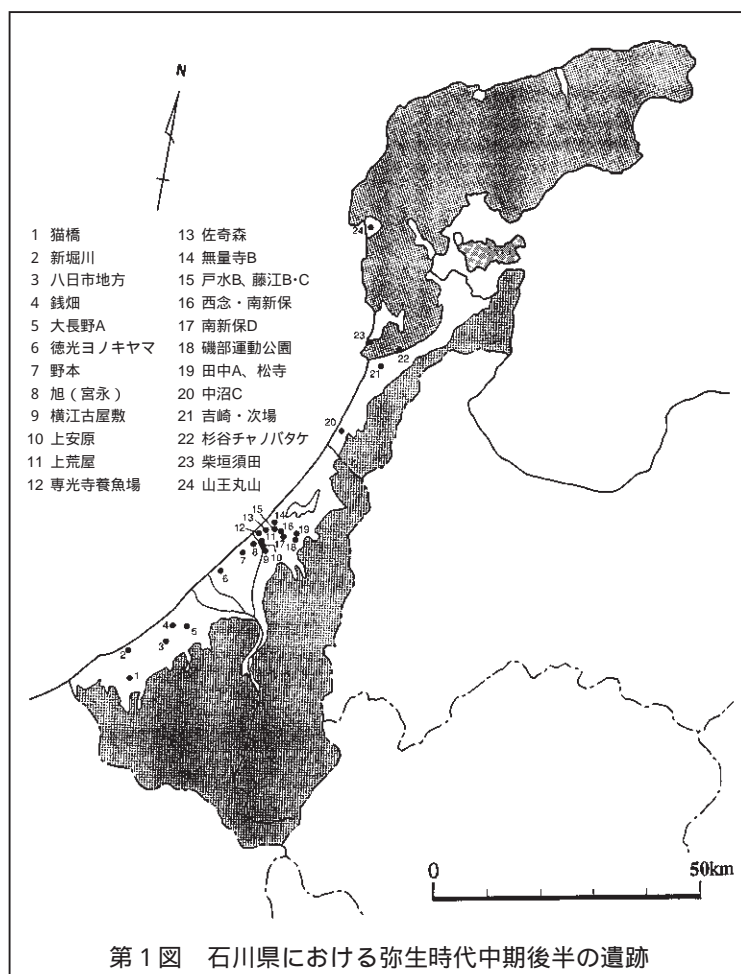 N
1 猫橋
2 新堀川
3 八日市地方
4 銭畑
5 大長野A
6 徳光ヨノキヤマ
7 野本
8 旭（宮永）
9 横江古屋敷
10 上安原
11 上荒屋
12 専光寺養魚場
13 佐奇森
14 無量寺B
15 戸水B、藤江B・C
16 西念・南新保
17 南新保D
18 磯部運動公園
19 田中A、松寺
20 中沼C
21 吉崎・次場
22 杉谷チャノバタケ
23 柴垣須田
24 山王丸山
24
23
22
21
20
14
15
13
12
11
16
19
17
18
8
7
10
9
6
4
5
3
2
1
0 50km
第1図 石川県における弥生時代中期後半の遺跡